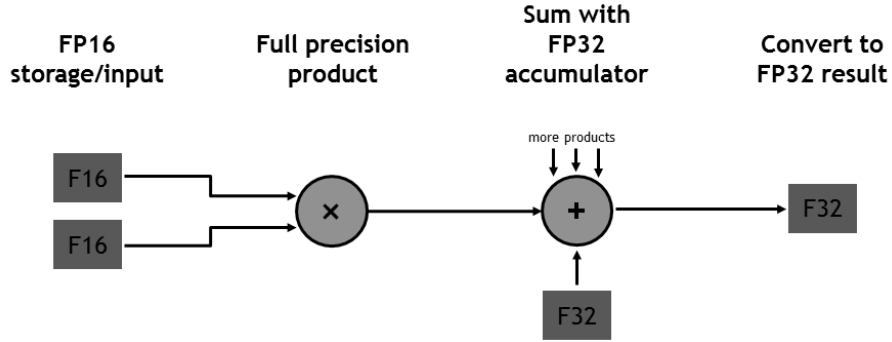 FP16
storage/input
Full precision
product
Sum with
FP32
accumulator
Convert to
FP32 result
more products
F16
F16
×
+
F32
F32